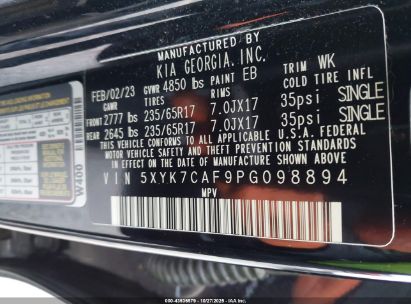 MANUFACTURED BY
KIA GEORGIA, INC.
FEB/02/23 GVWR 4850 lbs PAINT EB TRIM WK
GAWR TIRES RIMS COLD TIRE INFL
FRONT 2777 lbs 235/65R17 7.0JX17 35psi SINGLE
REAR 2645 lbs 235/65R17 7.0JX17 35psi SINGLE
THIS VEHICLE CONFORMS TO ALL APPLICABLE U.S.A. FEDERAL
MOTOR VEHICLE SAFETY THEFT PREVENTION STANDARDS
IN EFFECT ON THE DATE OF MANUFACTURE SHOWN ABOVE.
VIN 5XYK7CAF9PG098894
MPV
W400